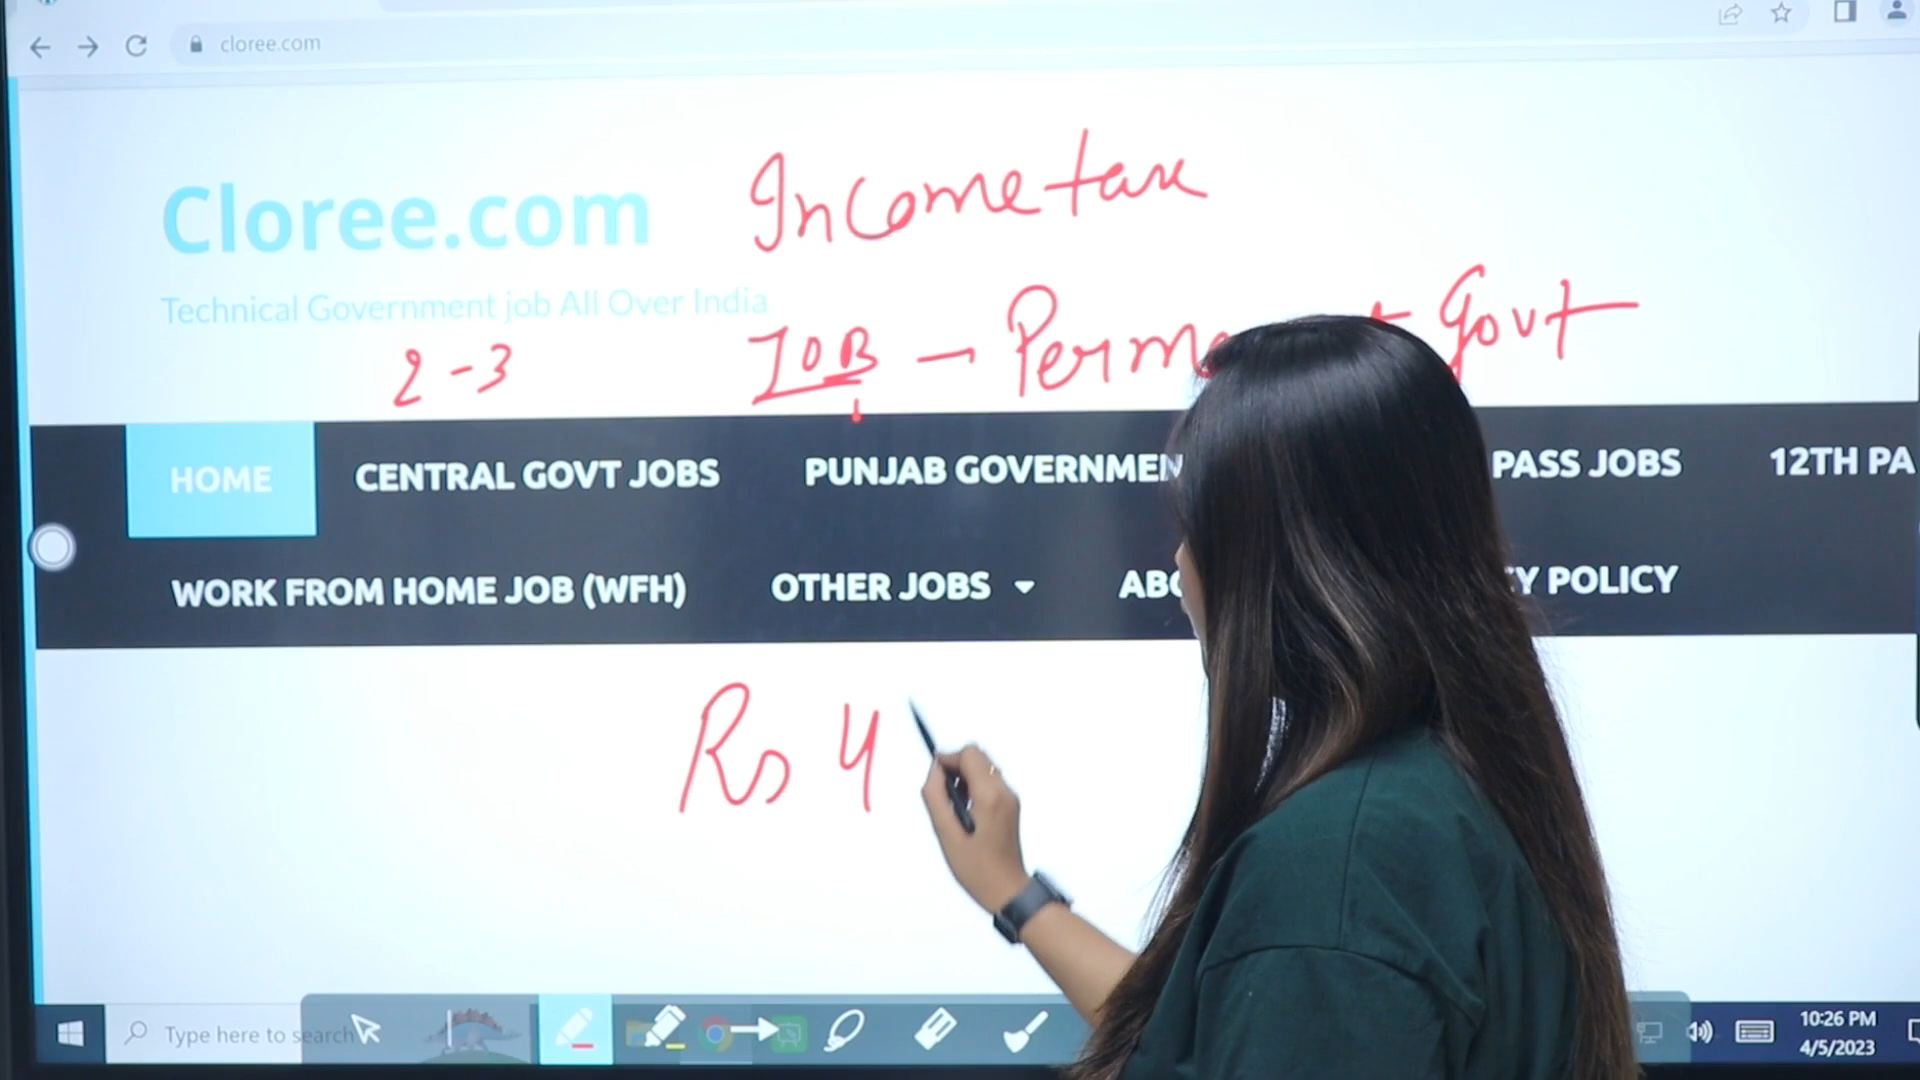 cloree.com
Cloree.com
Income tax
Technical Government job All Over India
2-3
JOB - Perm Govt
HOME
CENTRAL GOVT JOBS
PUNJAB GOVERNMEN
PASS JOBS
12TH PA
WORK FROM HOME JOB (WFH)
OTHER JOBS
ABO
Y POLICY
Rs 4
Type here to search
10:26 PM
4/5/2023